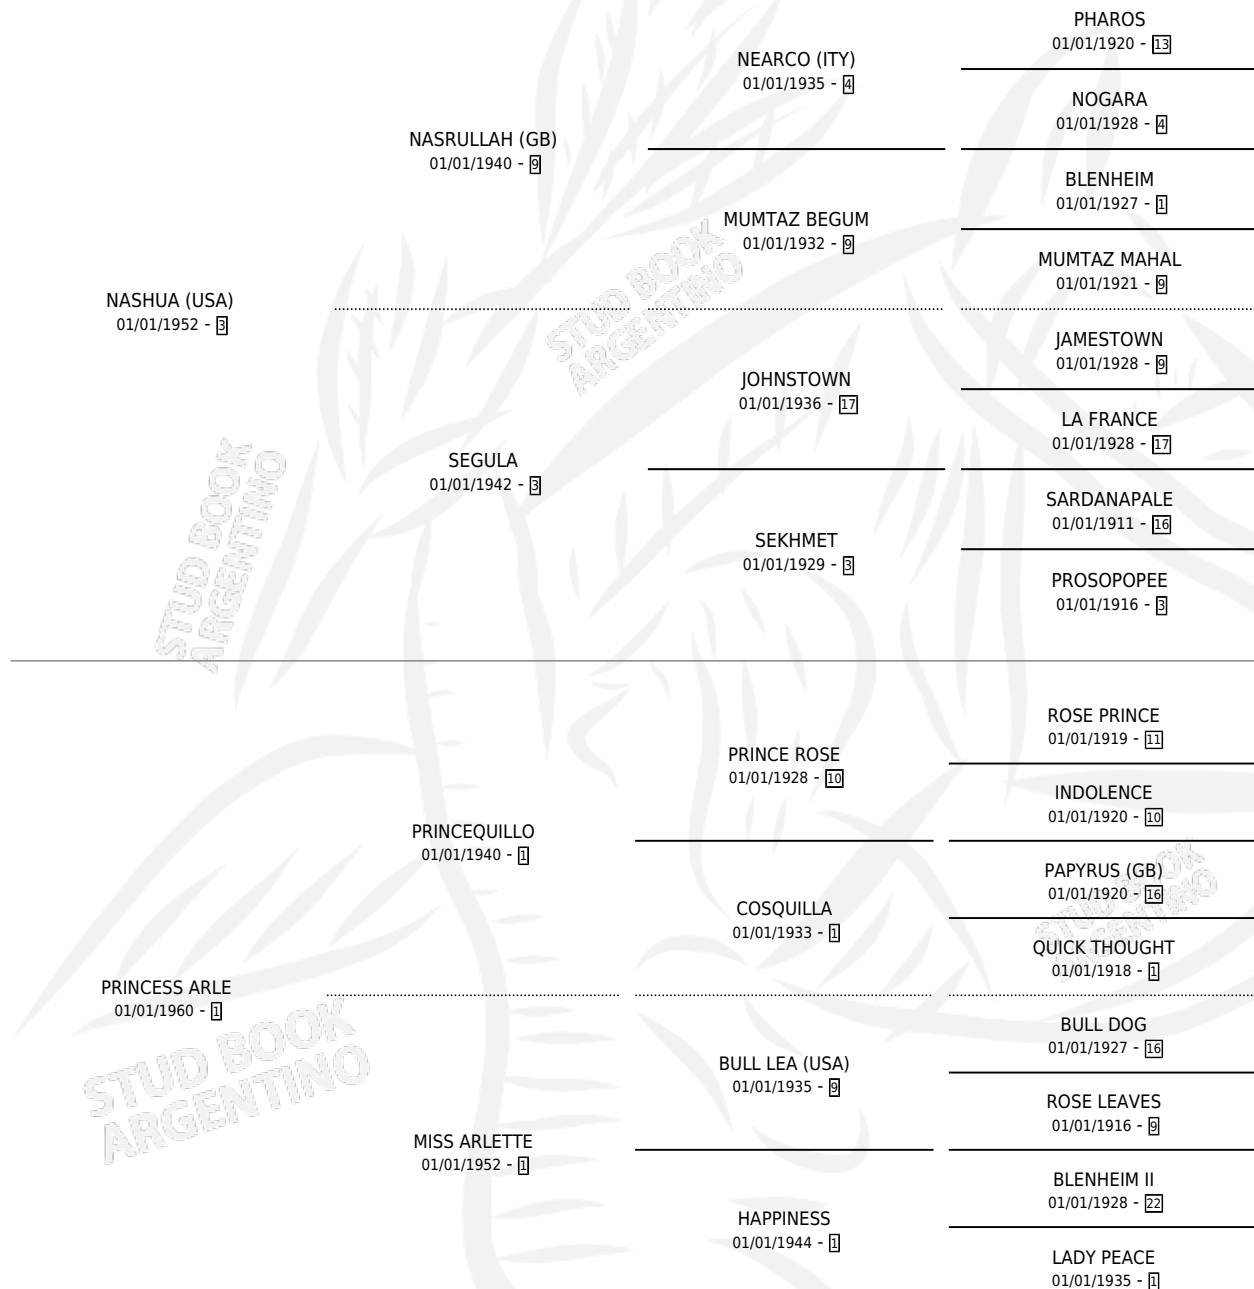 PHAROS
01/01/1920 - 13
NEARCO (ITY)
01/01/1935 - 4
NOGARA
01/01/1928 - 4
NASRULLAH (GB)
01/01/1940 - 9
BLENHEIM
01/01/1927 - 1
MUMTAZ BEGUM
01/01/1932 - 9
MUMTAZ MAHAL
01/01/1921 - 9
NASHUA (USA)
01/01/1952 - 3
JAMESTOWN
01/01/1928 - 9
JOHNSTOWN
01/01/1936 - 17
LA FRANCE
01/01/1928 - 17
SEGULA
01/01/1942 - 3
SARDANAPALE
01/01/1911 - 16
SEKHMET
01/01/1929 - 3
PROSOPOPEE
01/01/1916 - 3
ROSE PRINCE
01/01/1919 - 11
PRINCE ROSE
01/01/1928 - 10
INDOLENCE
01/01/1920 - 10
PRINCEQUILLO
01/01/1940 - 1
PAPYRUS (GB)
01/01/1920 - 16
COSQUILLA
01/01/1933 - 1
QUICK THOUGHT
01/01/1918 - 1
PRINCESS ARLE
01/01/1960 - 1
BULL DOG
01/01/1927 - 16
BULL LEA (USA)
01/01/1935 - 9
ROSE LEAVES
01/01/1916 - 9
MISS ARLETTE
01/01/1952 - 1
BLENHEIM II
01/01/1928 - 22
HAPPINESS
01/01/1944 - 1
LADY PEACE
01/01/1935 - 1
STUD BOOK
ARGENTINO
STUD BOOK
ARGENTINO
STUD BOOK
ARGENTINO
STUD BOOK
ARGENTINO